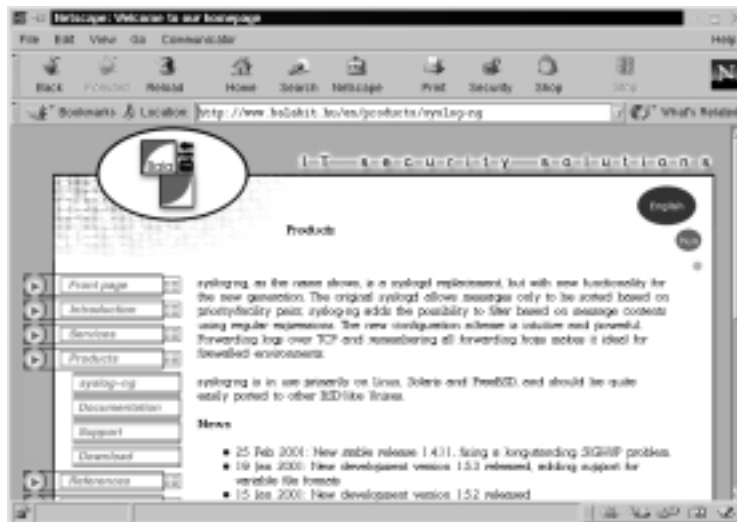 Netscape: Welcome to our homepage
File Edit View Go Communicator Help
Back Forward Reload Home Search Netscape Print Security Shop Stop
N
Bookmarks Location http://www.balabit.hu/en/products/syslog-ng What's Related
Bala Bit
IT security solutions
English
Products
Front page
Introduction
Services
Products
syslog-ng
Documentation
Support
Download
References
syslog-ng, as the name shows, is a syslogd replacement, but with new functionality for
the new generation. The original syslogd allows messages only to be sorted based on
priority/facility pairs; syslog-ng adds the possibility to filter based on message contents
using regular expressions. The new configuration scheme is intuitive and powerful.
Forwarding logs over TCP and remembering all forwarding hops makes it ideal for
firewalled environments.
syslog-ng is in use primarily on Linux, Solaris and FreeBSD, and should be quite
easily ported to other BSD-like Unixes.
News
25 Feb 2001: New stable release 1.4.11, fixing a long-standing SIGHUP problem.
19 Jan 2001: New development version 1.5.3 released, adding support for
variable file formats
15 Jan 2001: New development version 1.5.2 released